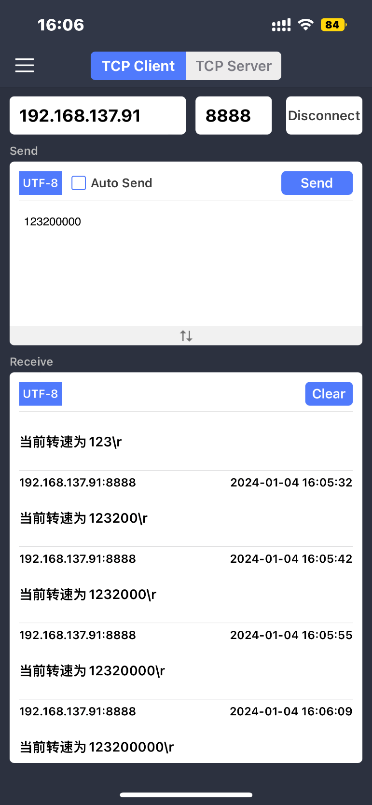 16:06
84
TCP Client TCP Server
192.168.137.91 8888 Disconnect
Send
UTF-8 Auto Send Send
123200000
Receive
UTF-8 Clear
当前转速为 123\r
192.168.137.91:8888 2024-01-04 16:05:32
当前转速为 123200\r
192.168.137.91:8888 2024-01-04 16:05:42
当前转速为 1232000\r
192.168.137.91:8888 2024-01-04 16:05:55
当前转速为 12320000\r
192.168.137.91:8888 2024-01-04 16:06:09
当前转速为 123200000\r